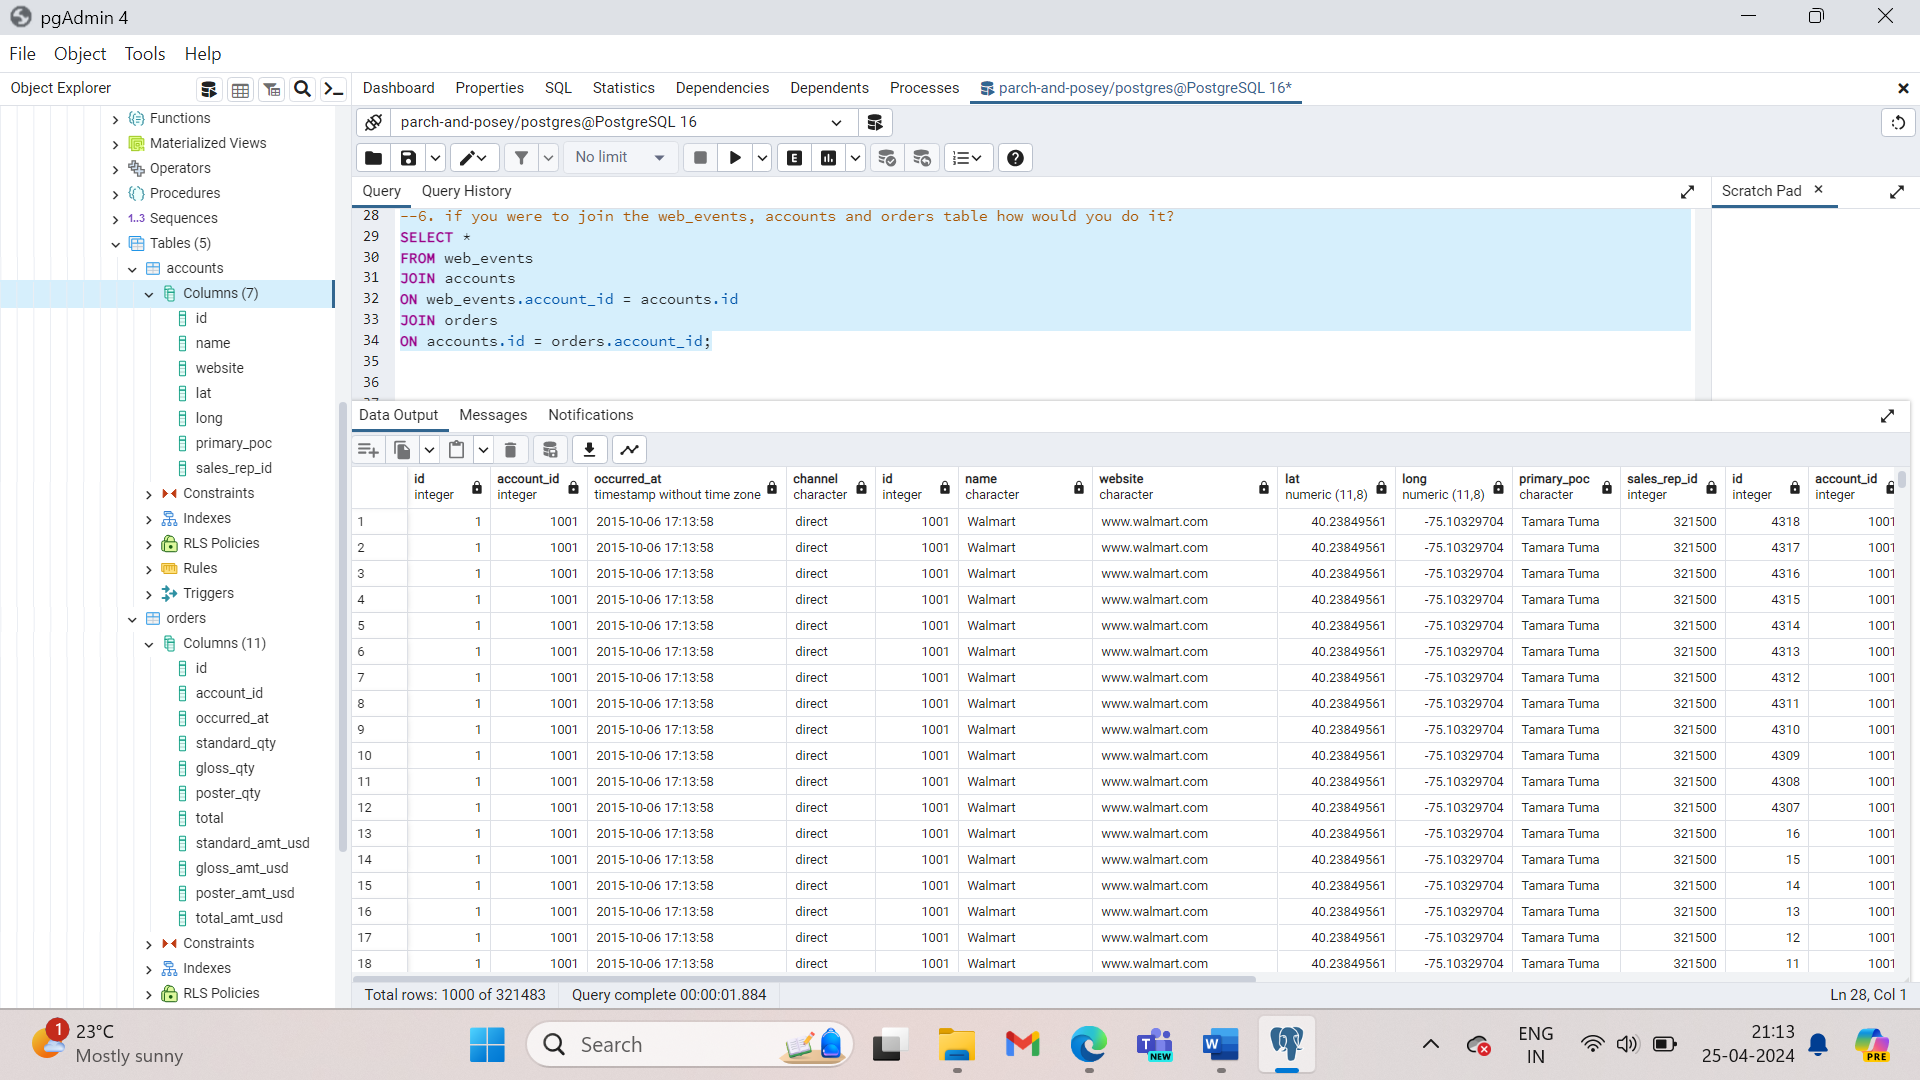 pgAdmin 4
File Object Tools Help
Object Explorer
Dashboard Properties SQL Statistics Dependencies Dependents Processes parch-and-posey/postgres@PostgreSQL 16*
Functions
Materialized Views
Operators
Procedures
1..3 Sequences
Tables (5)
accounts
Columns (7)
id
name
website
lat
long
primary_poc
sales_rep_id
Constraints
Indexes
RLS Policies
Rules
Triggers
orders
Columns (11)
id
account_id
occurred_at
standard_qty
gloss_qty
poster_qty
total
standard_amt_usd
gloss_amt_usd
poster_amt_usd
total_amt_usd
Constraints
Indexes
RLS Policies
parch-and-posey/postgres@PostgreSQL 16
No limit E
Query Query History
Scratch Pad
28 --6. if you were to join the web_events, accounts and orders table how would you do it?
29 SELECT *
30 FROM web_events
31 JOIN accounts
32 ON web_events.account_id = accounts.id
33 JOIN orders
34 ON accounts.id = orders.account_id;
35
36
Data Output Messages Notifications
id account_id occurred_at channel id name website lat long primary_poc sales_rep_id id account_id
integer integer timestamp without time zone character integer character character numeric (11,8) numeric (11,8) character integer integer integer
1 1 1001 2015-10-06 17:13:58 direct 1001 Walmart www.walmart.com 40.23849561 -75.10329704 Tamara Tuma 321500 4318 1001
2 1 1001 2015-10-06 17:13:58 direct 1001 Walmart www.walmart.com 40.23849561 -75.10329704 Tamara Tuma 321500 4317 1001
3 1 1001 2015-10-06 17:13:58 direct 1001 Walmart www.walmart.com 40.23849561 -75.10329704 Tamara Tuma 321500 4316 1001
4 1 1001 2015-10-06 17:13:58 direct 1001 Walmart www.walmart.com 40.23849561 -75.10329704 Tamara Tuma 321500 4315 1001
5 1 1001 2015-10-06 17:13:58 direct 1001 Walmart www.walmart.com 40.23849561 -75.10329704 Tamara Tuma 321500 4314 1001
6 1 1001 2015-10-06 17:13:58 direct 1001 Walmart www.walmart.com 40.23849561 -75.10329704 Tamara Tuma 321500 4313 1001
7 1 1001 2015-10-06 17:13:58 direct 1001 Walmart www.walmart.com 40.23849561 -75.10329704 Tamara Tuma 321500 4312 1001
8 1 1001 2015-10-06 17:13:58 direct 1001 Walmart www.walmart.com 40.23849561 -75.10329704 Tamara Tuma 321500 4311 1001
9 1 1001 2015-10-06 17:13:58 direct 1001 Walmart www.walmart.com 40.23849561 -75.10329704 Tamara Tuma 321500 4310 1001
10 1 1001 2015-10-06 17:13:58 direct 1001 Walmart www.walmart.com 40.23849561 -75.10329704 Tamara Tuma 321500 4309 1001
11 1 1001 2015-10-06 17:13:58 direct 1001 Walmart www.walmart.com 40.23849561 -75.10329704 Tamara Tuma 321500 4308 1001
12 1 1001 2015-10-06 17:13:58 direct 1001 Walmart www.walmart.com 40.23849561 -75.10329704 Tamara Tuma 321500 4307 1001
13 1 1001 2015-10-06 17:13:58 direct 1001 Walmart www.walmart.com 40.23849561 -75.10329704 Tamara Tuma 321500 16 1001
14 1 1001 2015-10-06 17:13:58 direct 1001 Walmart www.walmart.com 40.23849561 -75.10329704 Tamara Tuma 321500 15 1001
15 1 1001 2015-10-06 17:13:58 direct 1001 Walmart www.walmart.com 40.23849561 -75.10329704 Tamara Tuma 321500 14 1001
16 1 1001 2015-10-06 17:13:58 direct 1001 Walmart www.walmart.com 40.23849561 -75.10329704 Tamara Tuma 321500 13 1001
17 1 1001 2015-10-06 17:13:58 direct 1001 Walmart www.walmart.com 40.23849561 -75.10329704 Tamara Tuma 321500 12 1001
18 1 1001 2015-10-06 17:13:58 direct 1001 Walmart www.walmart.com 40.23849561 -75.10329704 Tamara Tuma 321500 11 1001
Total rows: 1000 of 321483 Query complete 00:00:01.884 Ln 28, Col 1
1 23°C
Mostly sunny
Search
T NEW
W
ENG
IN
21:13
25-04-2024
PRE